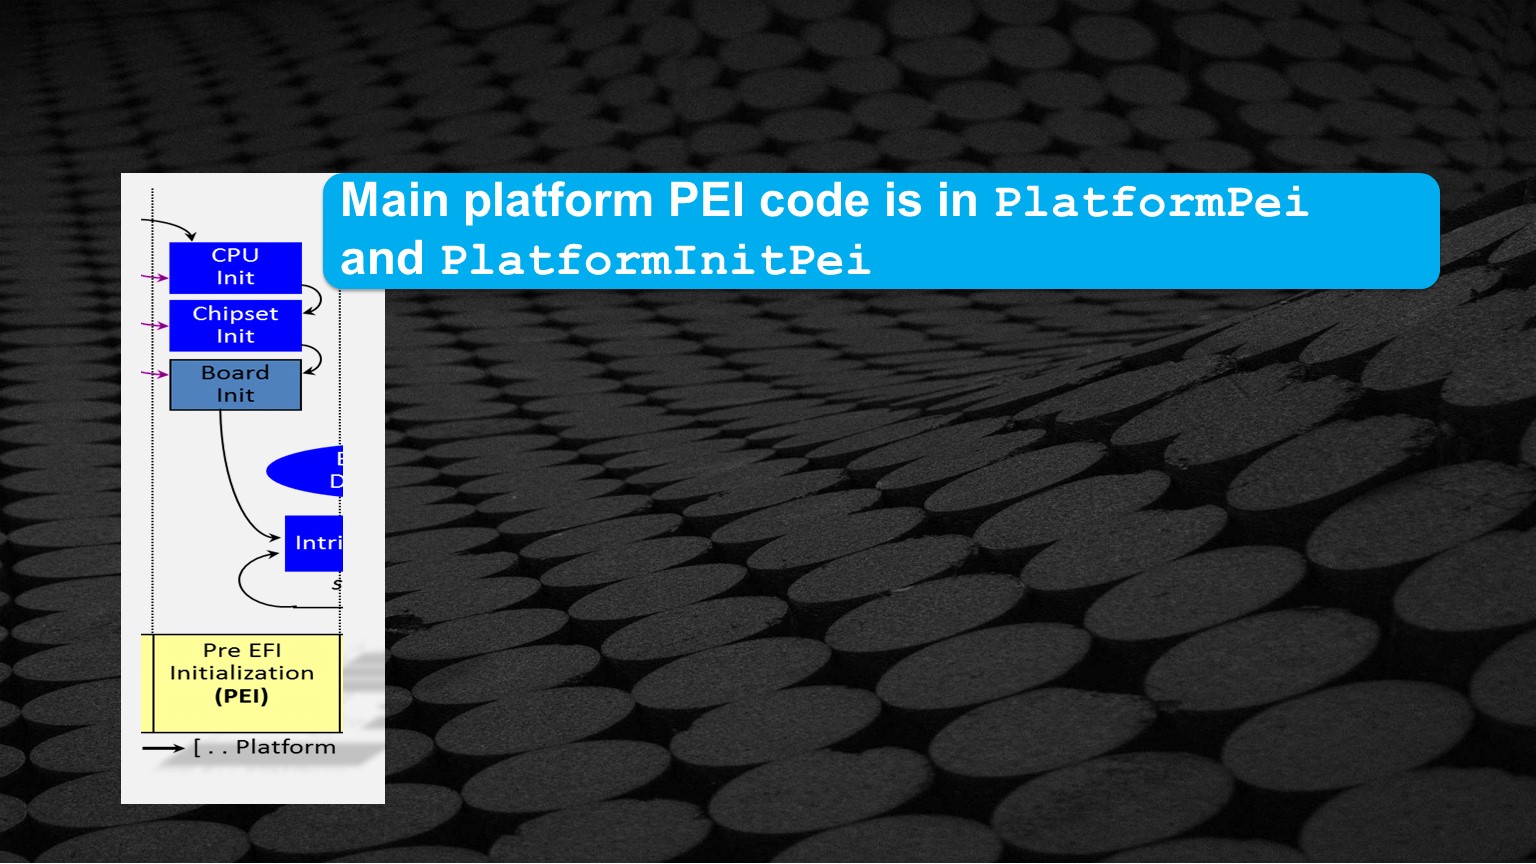 Main platform PEI code is in PlatformPei
and PlatformInitPei
CPU
Init
Chipset
Init
Board
Init
E
D
Intri
s
Pre EFI
Initialization
(PEI)
[ . . Platform